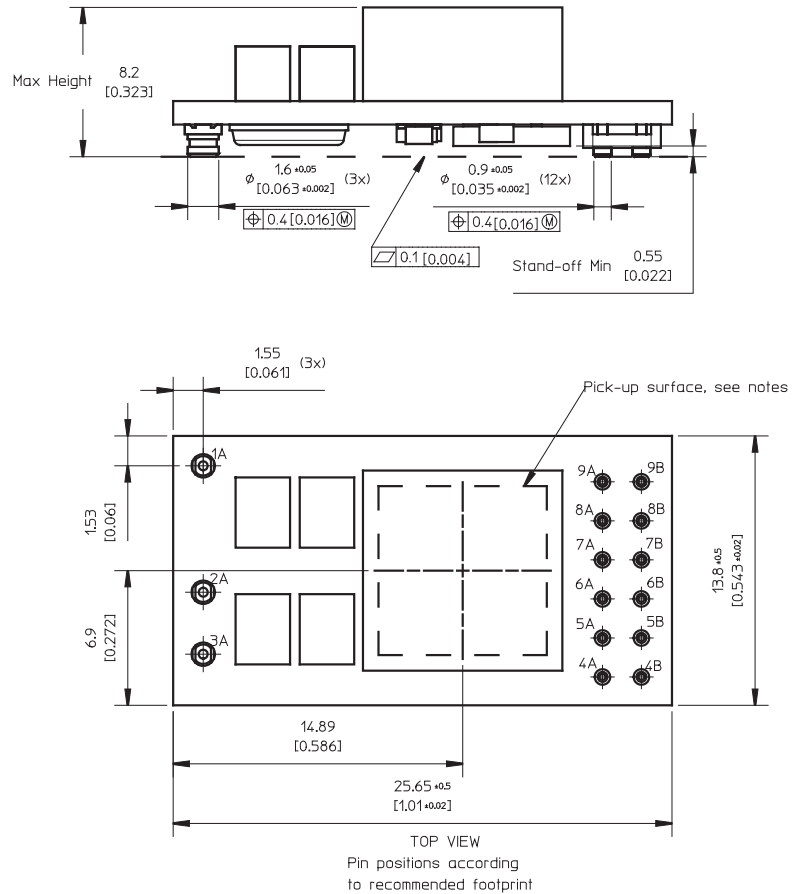 Max Height 8.2
[0.323]
ø 1.6 ±0.05
[0.063 ±0.002] (3x)
⌖ 0.4 [0.016] Ⓜ
ø 0.9 ±0.05
[0.035 ±0.002] (12x)
⌖ 0.4 [0.016] Ⓜ
⏥ 0.1 [0.004]
Stand-off Min 0.55
[0.022]
1.55
[0.061] (3x)
Pick-up surface, see notes
1A
2A
3A
9A 9B
8A 8B
7A 7B
6A 6B
5A 5B
4A 4B
1.53
[0.06]
6.9
[0.272]
13.8 ±0.5
[0.543 ±0.02]
14.89
[0.586]
25.65 ±0.5
[1.01 ±0.02]
TOP VIEW
Pin positions according
to recommended footprint